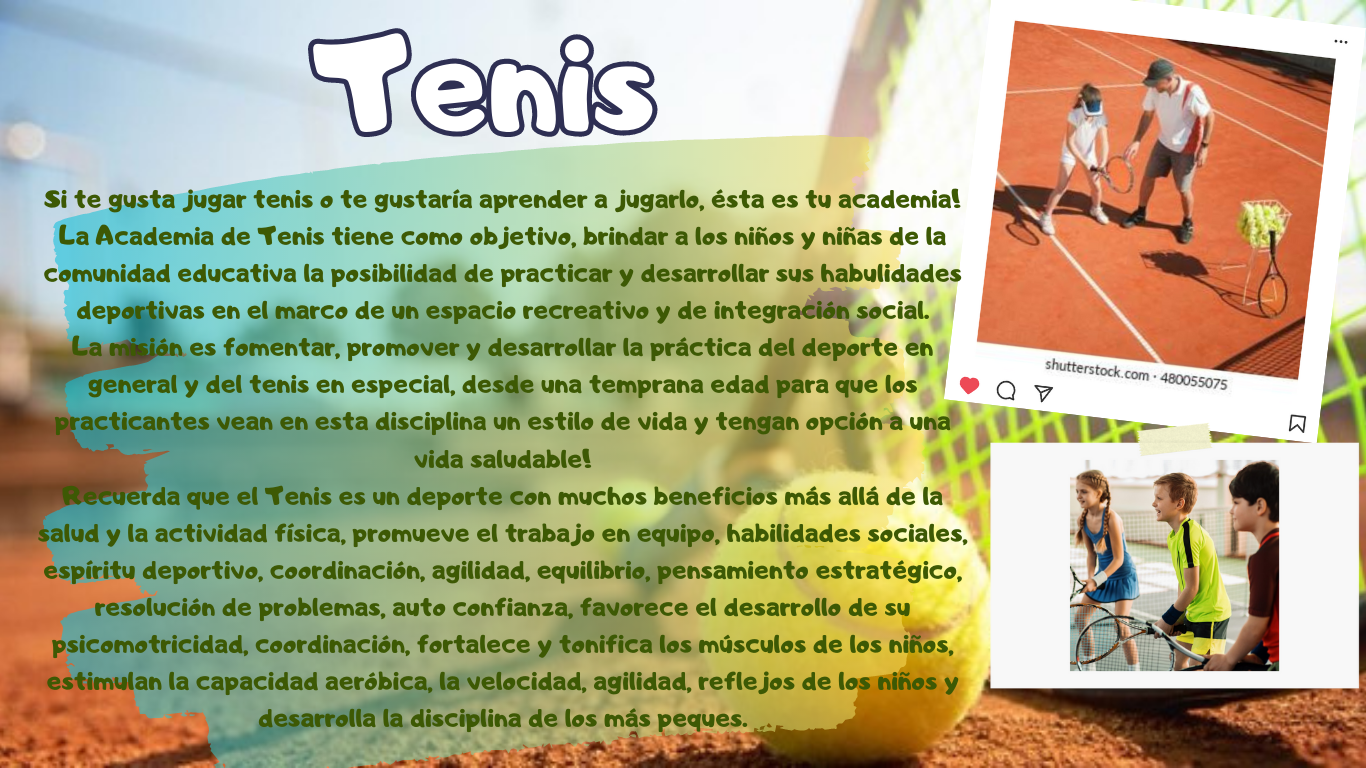 Tenis
Si te gusta jugar tenis o te gustaría aprender a jugarlo, ésta es tu academia!
La Academia de Tenis tiene como objetivo, brindar a los niños y niñas de la
comunidad educativa la posibilidad de practicar y desarrollar sus habulidades
deportivas en el marco de un espacio recreativo y de integración social.
La misión es fomentar, promover y desarrollar la práctica del deporte en
general y del tenis en especial, desde una temprana edad para que los
practicantes vean en esta disciplina un estilo de vida y tengan opción a una
vida saludable!
Recuerda que el Tenis es un deporte con muchos beneficios más allá de la
salud y la actividad física, promueve el trabajo en equipo, habilidades sociales,
espíritu deportivo, coordinación, agilidad, equilibrio, pensamiento estratégico,
resolución de problemas, auto confianza, favorece el desarrollo de su
psicomotricidad, coordinación, fortalece y tonifica los músculos de los niños,
estimulan la capacidad aeróbica, la velocidad, agilidad, reflejos de los niños y
desarrolla la disciplina de los más peques.
shutterstock.com · 480055075